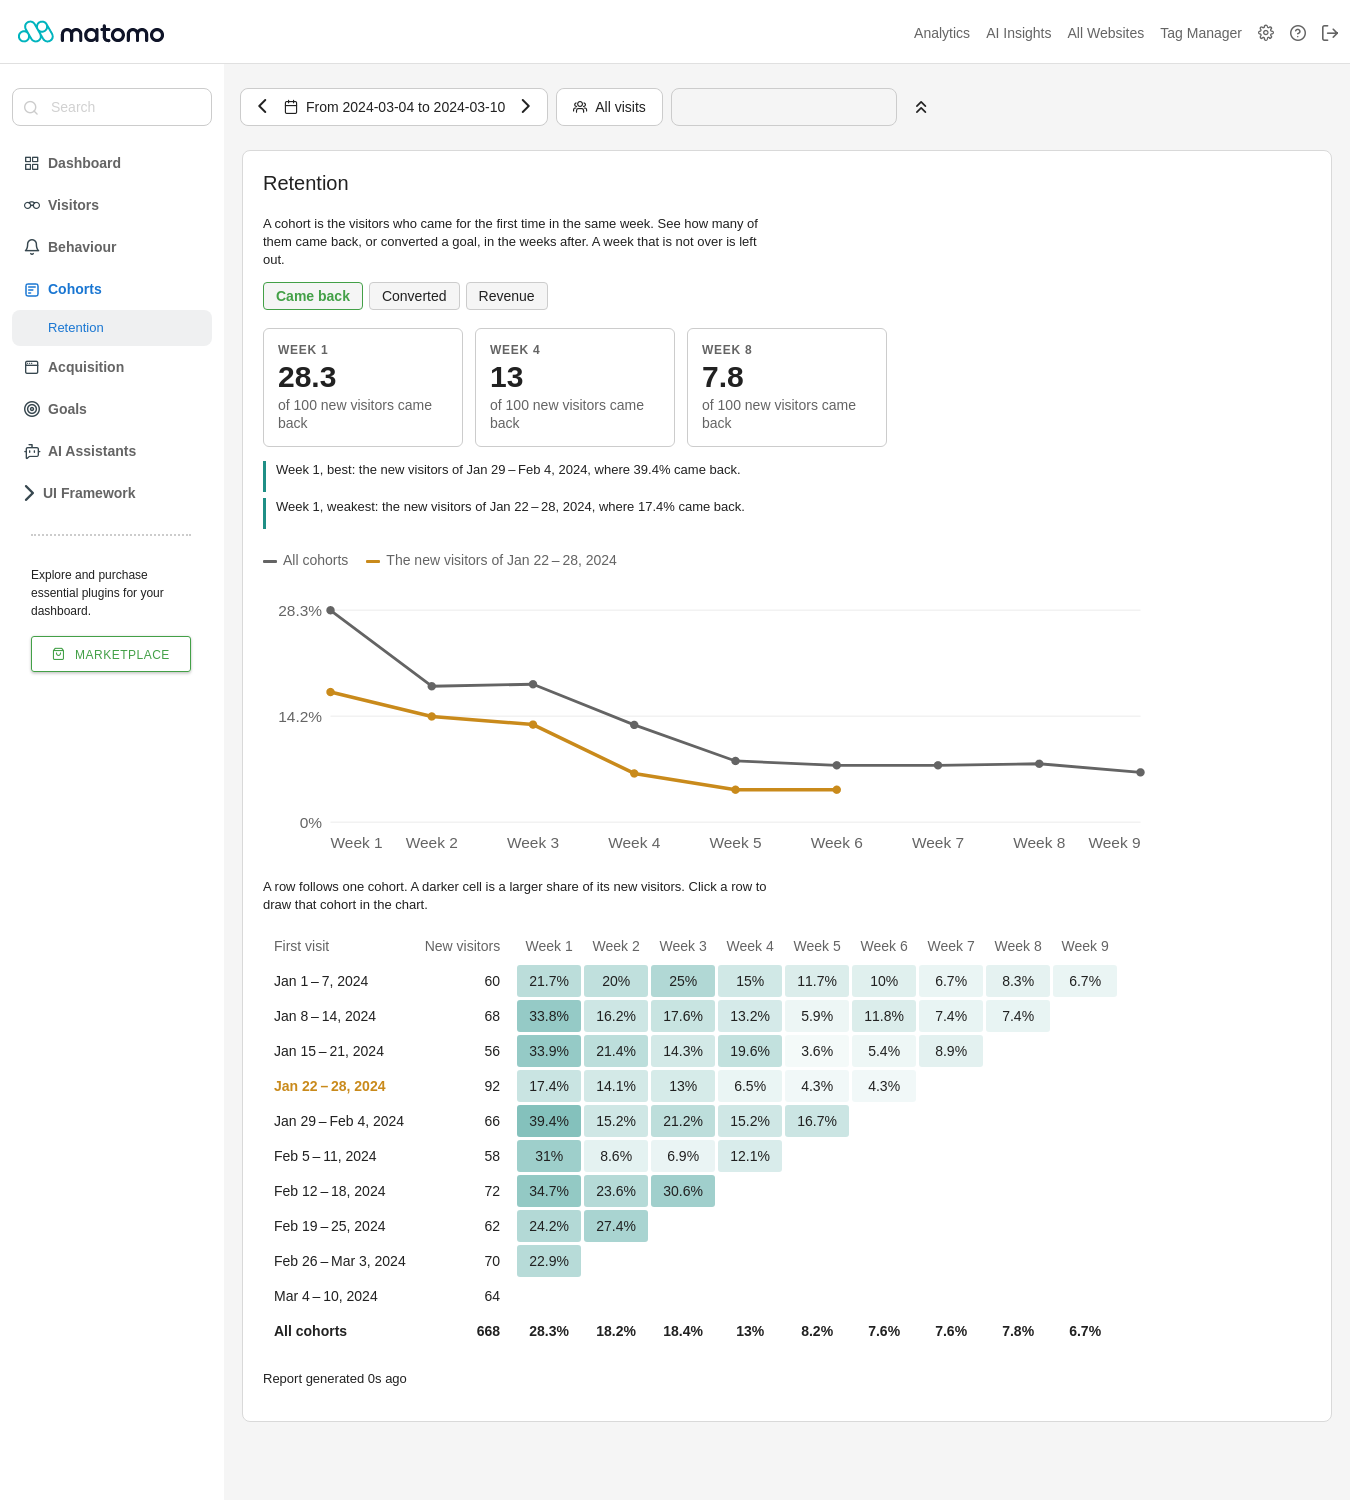 matomo
Analytics AI Insights All Websites Tag Manager
Search
From 2024-03-04 to 2024-03-10
All visits
Dashboard
Visitors
Behaviour
Cohorts
Retention
Acquisition
Goals
AI Assistants
UI Framework
Explore and purchase
essential plugins for your
dashboard.
MARKETPLACE
Retention
A cohort is the visitors who came for the first time in the same week. See how many of
them came back, or converted a goal, in the weeks after. A week that is not over is left
out.
Came back Converted Revenue
WEEK 1
28.3
of 100 new visitors came
back
WEEK 4
13
of 100 new visitors came
back
WEEK 8
7.8
of 100 new visitors came
back
Week 1, best: the new visitors of Jan 29 – Feb 4, 2024, where 39.4% came back.
Week 1, weakest: the new visitors of Jan 22 – 28, 2024, where 17.4% came back.
All cohorts The new visitors of Jan 22 – 28, 2024
28.3%
14.2%
0%
Week 1 Week 2 Week 3 Week 4 Week 5 Week 6 Week 7 Week 8 Week 9
A row follows one cohort. A darker cell is a larger share of its new visitors. Click a row to
draw that cohort in the chart.
First visit New visitors Week 1 Week 2 Week 3 Week 4 Week 5 Week 6 Week 7 Week 8 Week 9
Jan 1 – 7, 2024 60 21.7% 20% 25% 15% 11.7% 10% 6.7% 8.3% 6.7%
Jan 8 – 14, 2024 68 33.8% 16.2% 17.6% 13.2% 5.9% 11.8% 7.4% 7.4%
Jan 15 – 21, 2024 56 33.9% 21.4% 14.3% 19.6% 3.6% 5.4% 8.9%
Jan 22 – 28, 2024 92 17.4% 14.1% 13% 6.5% 4.3% 4.3%
Jan 29 – Feb 4, 2024 66 39.4% 15.2% 21.2% 15.2% 16.7%
Feb 5 – 11, 2024 58 31% 8.6% 6.9% 12.1%
Feb 12 – 18, 2024 72 34.7% 23.6% 30.6%
Feb 19 – 25, 2024 62 24.2% 27.4%
Feb 26 – Mar 3, 2024 70 22.9%
Mar 4 – 10, 2024 64
All cohorts 668 28.3% 18.2% 18.4% 13% 8.2% 7.6% 7.6% 7.8% 6.7%
Report generated 0s ago